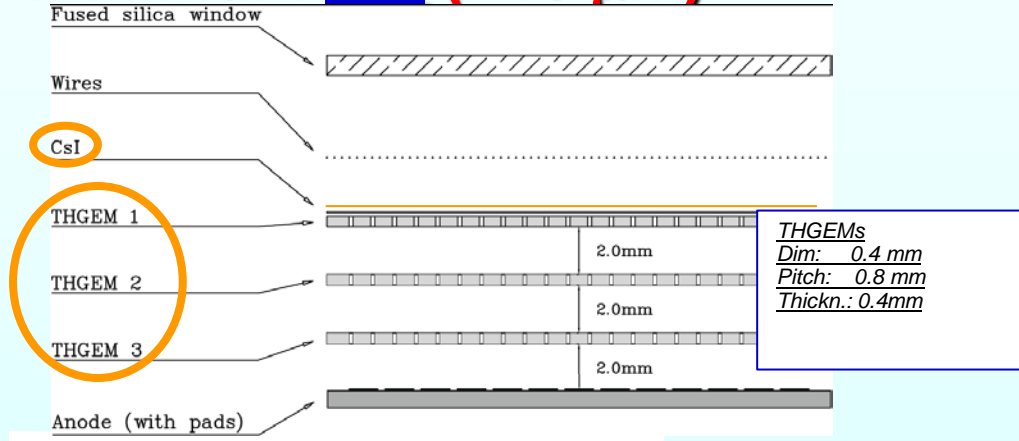 Fused silica window
Wires
CsI
THGEM 1
2.0mm
THGEMs
Dim: 0.4 mm
Pitch: 0.8 mm
Thickn.: 0.4mm
THGEM 2
2.0mm
THGEM 3
2.0mm
Anode (with pads)